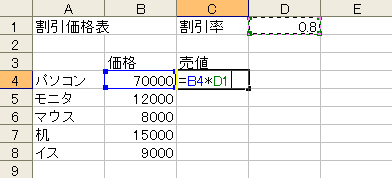 A B C D E
1 割引価格表 割引率 0.8
2
3 価格 売値
4 パソコン 70000 =B4*D1
5 モニタ 12000
6 マウス 8000
7 机 15000
8 イス 9000
9